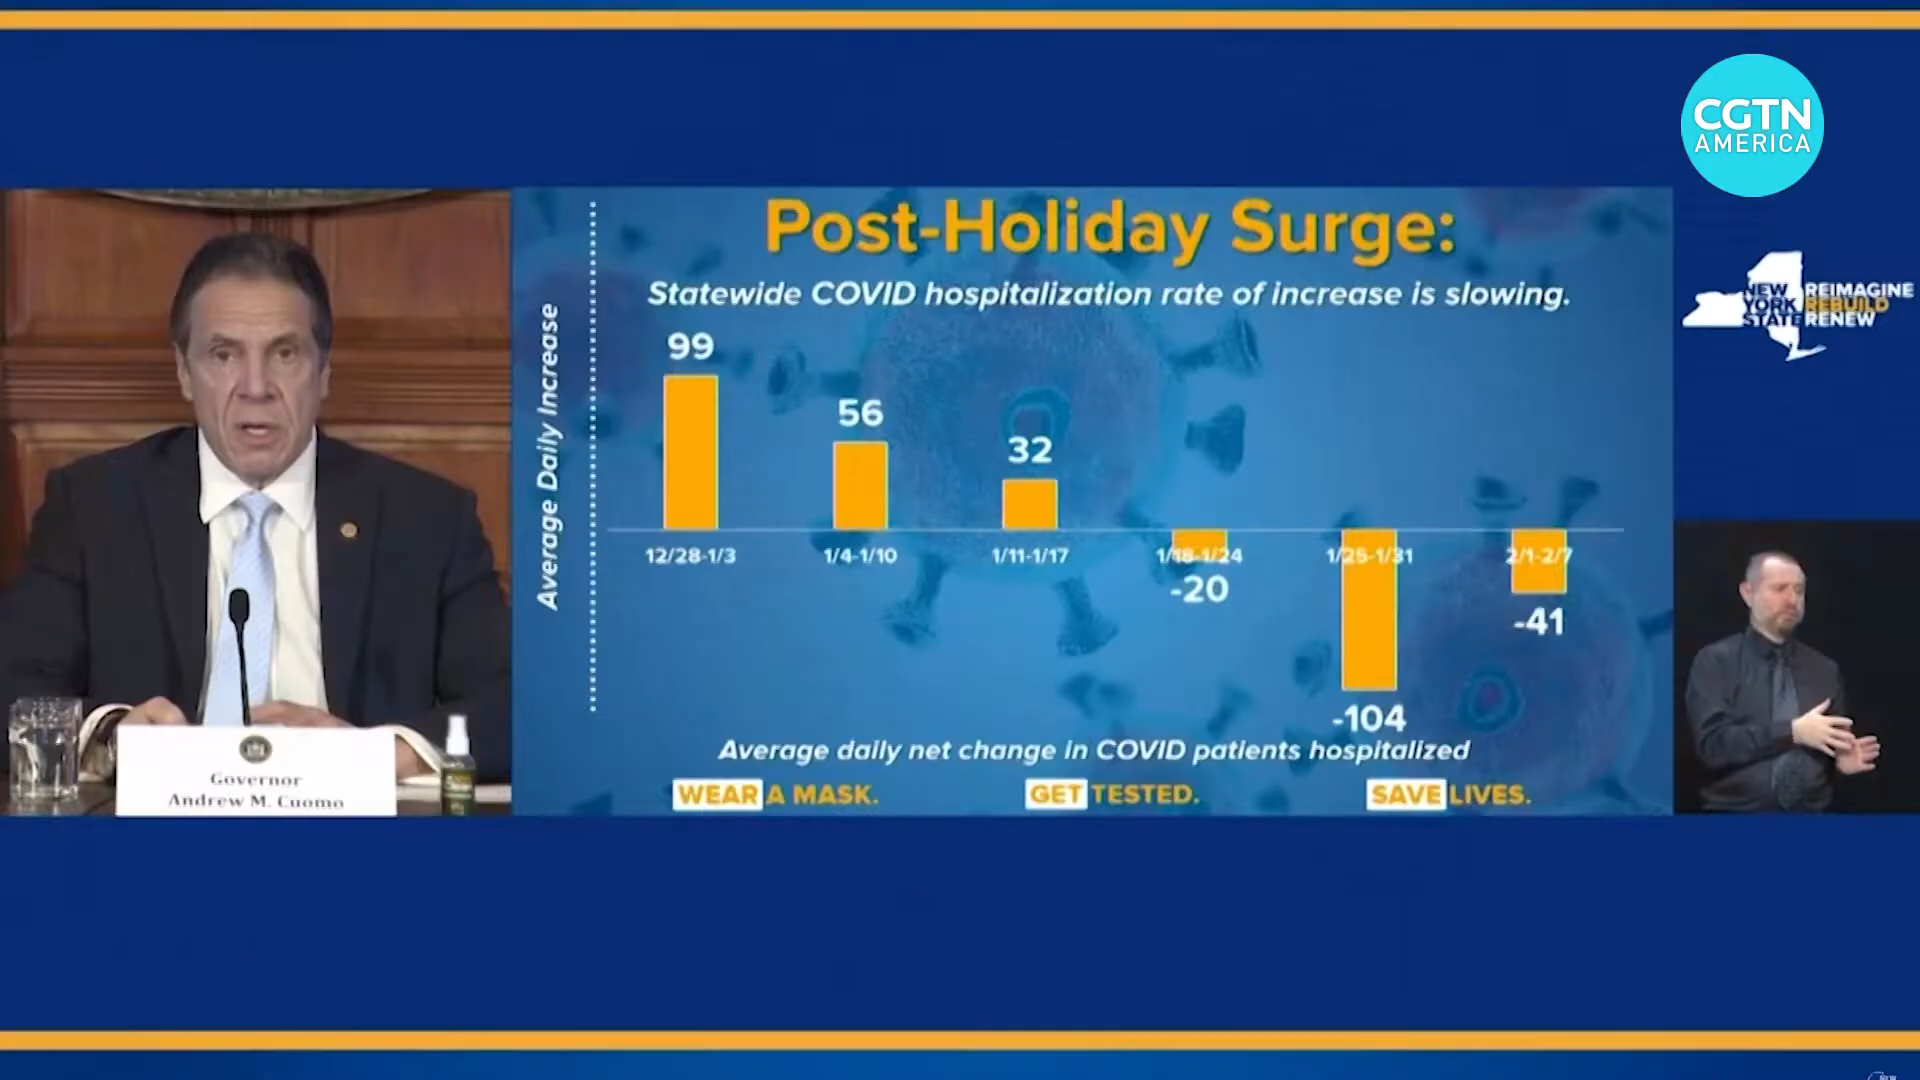 CGTN
AMERICA
Post-Holiday Surge:
Statewide COVID hospitalization rate of increase is slowing.
Average Daily Increase
99
56
32
12/28-1/3
1/4-1/10
1/11-1/17
1/18-1/24
1/25-1/31
2/1-2/7
-20
-41
-104
Average daily net change in COVID patients hospitalized
WEAR A MASK.
GET TESTED.
SAVE LIVES.
NEW YORK STATE
REIMAGINE
REBUILD
RENEW
Governor
Andrew M. Cuomo